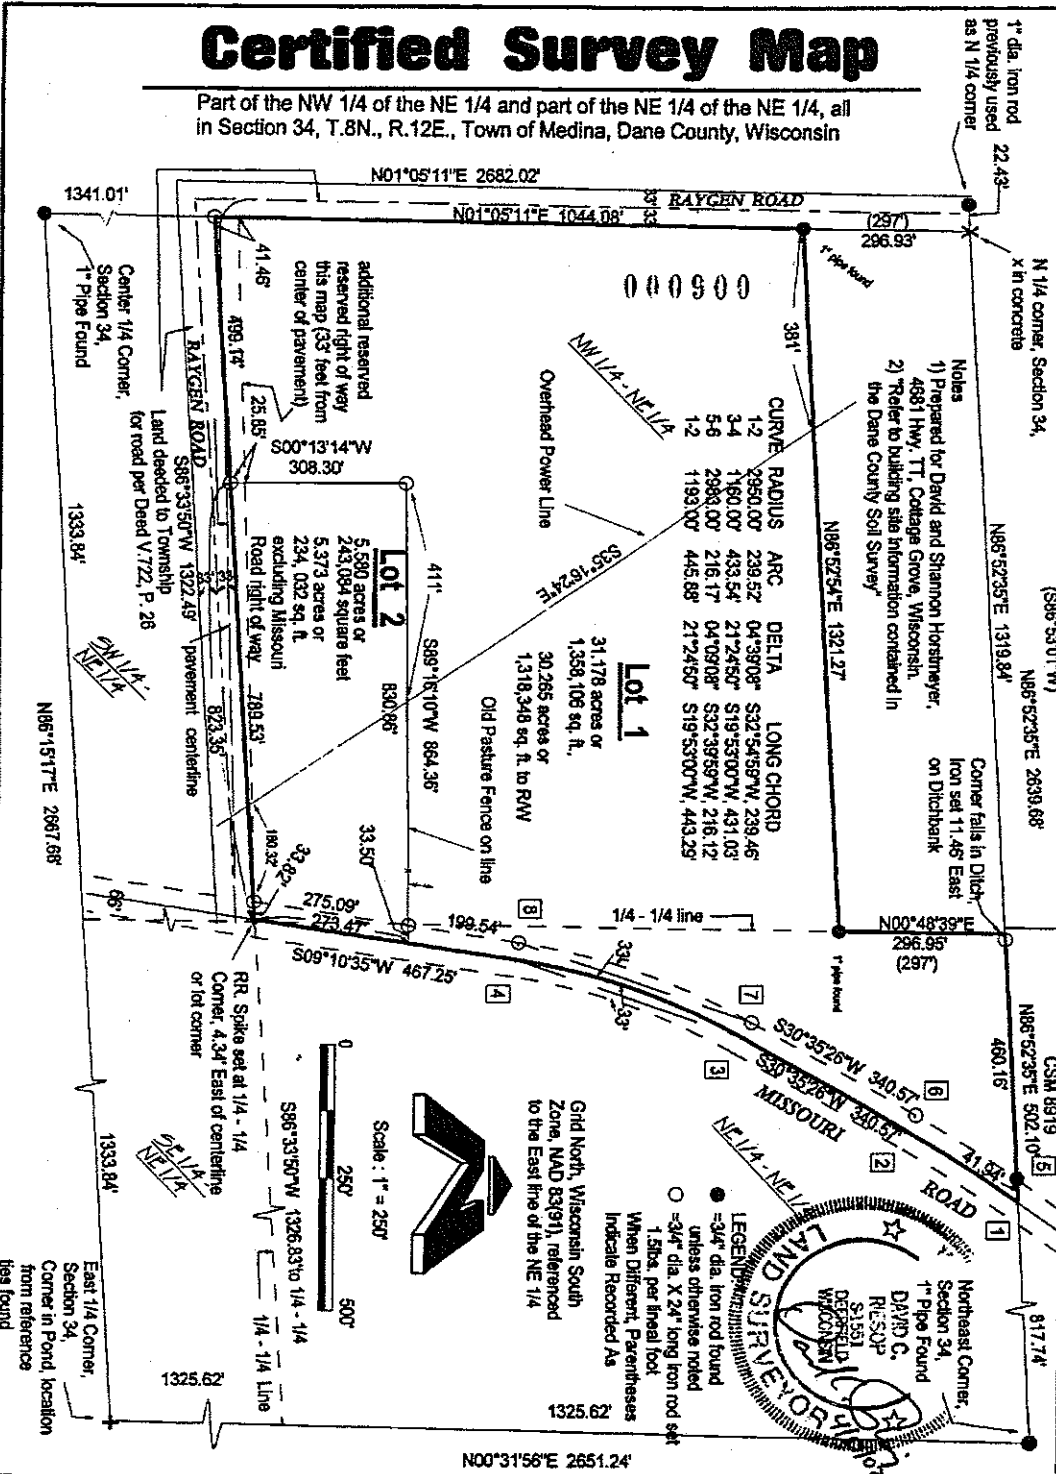 Certified Survey Map
Part of the NW 1/4 of the NE 1/4 and part of the NE 1/4 of the NE 1/4, all
in Section 34, T.8N., R.12E., Town of Medina, Dane County, Wisconsin
1" dia. iron rod
previously used
as N 1/4 corner
22.43'
N 1/4 corner, Section 34,
x in concrete
(S86°53'01"W)
N86°52'35"E 2639.68'
N86°52'35"E 1319.84'
Corner falls in Ditch,
Iron set 11.46' East
on Ditchbank
CSM 8919
N86°52'35"E 502.10'
460.16'
817.74'
Northeast Corner,
Section 34,
1" Pipe Found
Notes
1) Prepared for David and Shannon Horstmeyer,
4681 Hwy. TT, Cottage Grove, Wisconsin.
2) "Refer to building site information contained in
the Dane County Soil Survey"
N01°05'11"E 2682.02'
N01°05'11"E 1044.08'
33' 33'
RAYGEN ROAD
(297')
296.93'
1" pipe found
381'
N86°52'54"E 1321.27'
N00°48'39"E
296.95'
(297')
1" pipe found
000900
NW 1/4 - NE 1/4
CURVE RADIUS ARC DELTA LONG CHORD
1-2 2950.00' 239.52' 04°39'08" S32°54'59"W, 239.46'
3-4 1160.00' 433.54' 21°24'50" S19°53'00"W, 431.03'
5-6 2983.00' 216.17' 04°09'08" S32°39'59"W, 216.12'
1-2 1193.00' 445.88' 21°24'50" S19°53'00"W, 443.29'
Overhead Power Line
S35°16'24"E
Lot 1
31.178 acres or
1,358,106 sq. ft.,
30.265 acres or
1,318,348 sq. ft. to R/W
Old Pasture Fence on line
1/4 - 1/4 line
411'
S89°16'10"W 864.36'
830.86'
33.50'
S00°13'14"W
308.30'
Lot 2
5.580 acres or
243,084 square feet
5.373 acres or
234, 032 sq. ft.
excluding Missouri
Road right of way
additional reserved
reserved right of way
this map (33' feet from
center of pavement)
41.46'
499.14'
25.85'
789.53'
180.32'
33.82'
823.35'
RAYGEN ROAD
S86°33'50"W 1322.49'
pavement centerline
Land deeded to Township
for road per Deed V.722, P. 26
1341.01'
Center 1/4 Corner,
Section 34,
1" Pipe Found
1333.84'
SW 1/4 -
NE 1/4
N86°15'17"E 2667.68'
66'
275.09'
273.47'
199.54'
S09°10'35"W 467.25'
8
4
33'
33'
7
3
S30°35'26"W 340.57'
S30°35'26"W 340.57'
6
2
MISSOURI
ROAD
41.64'
5
1
NE 1/4 - NE 1/4
RR. Spike set at 1/4 - 1/4
Corner, 4.34' East of centerline
or lot corner
0 250' 500'
Scale : 1" = 250'
Grid North, Wisconsin South
Zone, NAD 83(91), referenced
to the East line of the NE 1/4
LEGEND
=3/4" dia. iron rod found
unless otherwise noted
=3/4" dia. X 24" long iron rod set
1.5lbs. per lineal foot
When Different, Parentheses
Indicate Recorded As
LAND SURVEYOR
DAVID C.
RIESOP
S-1551
DEERFIELD
WISCONSIN
S86°33'50"W 1326.83' to 1/4 - 1/4
1/4 - 1/4 Line
SE 1/4
NE 1/4
1333.84'
East 1/4 Corner,
Section 34,
Corner in Pond, location
from reference
ties found
1325.62'
1325.62'
N00°31'56"E 2651.24'